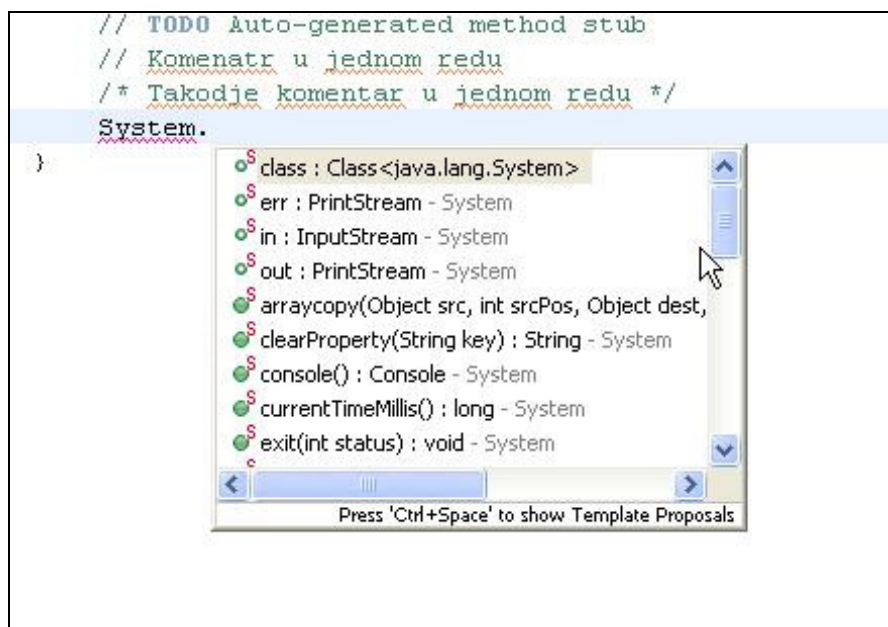 // TODO Auto-generated method stub
// Komenatr u jednom redu
/* Takodje komentar u jednom redu */
System.
}
class : Class<java.lang.System>
err : PrintStream - System
in : InputStream - System
out : PrintStream - System
arraycopy(Object src, int srcPos, Object dest,
clearProperty(String key) : String - System
console() : Console - System
currentTimeMillis() : long - System
exit(int status) : void - System
Press 'Ctrl+Space' to show Template Proposals